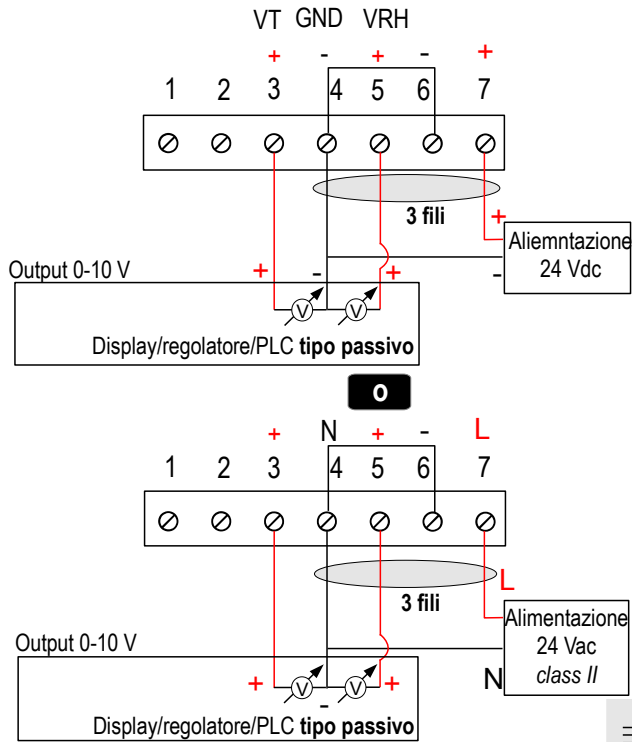 VT GND VRH
+ - + - +
1 2 3 4 5 6 7
3 fili
+
Aliemntazione
24 Vdc
-
Output 0-10 V
+ - +
V V
Display/regolatore/PLC tipo passivo
o
+ N + - L
1 2 3 4 5 6 7
L
3 fili
Alimentazione
24 Vac
class II
N
Output 0-10 V
+ - +
V V
Display/regolatore/PLC tipo passivo
=